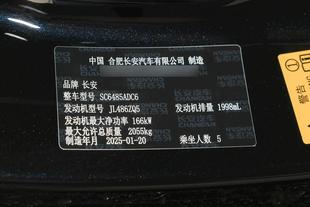 中国 合肥长安汽车有限公司 制造
品牌 长安
整车型号 SC6485ADC6
发动机型号 JL486ZQ5 发动机排量 1998mL
发动机最大净功率 166kW
最大允许总质量 2055kg
制造年月 2025-01-20 乘坐人数 5
警告